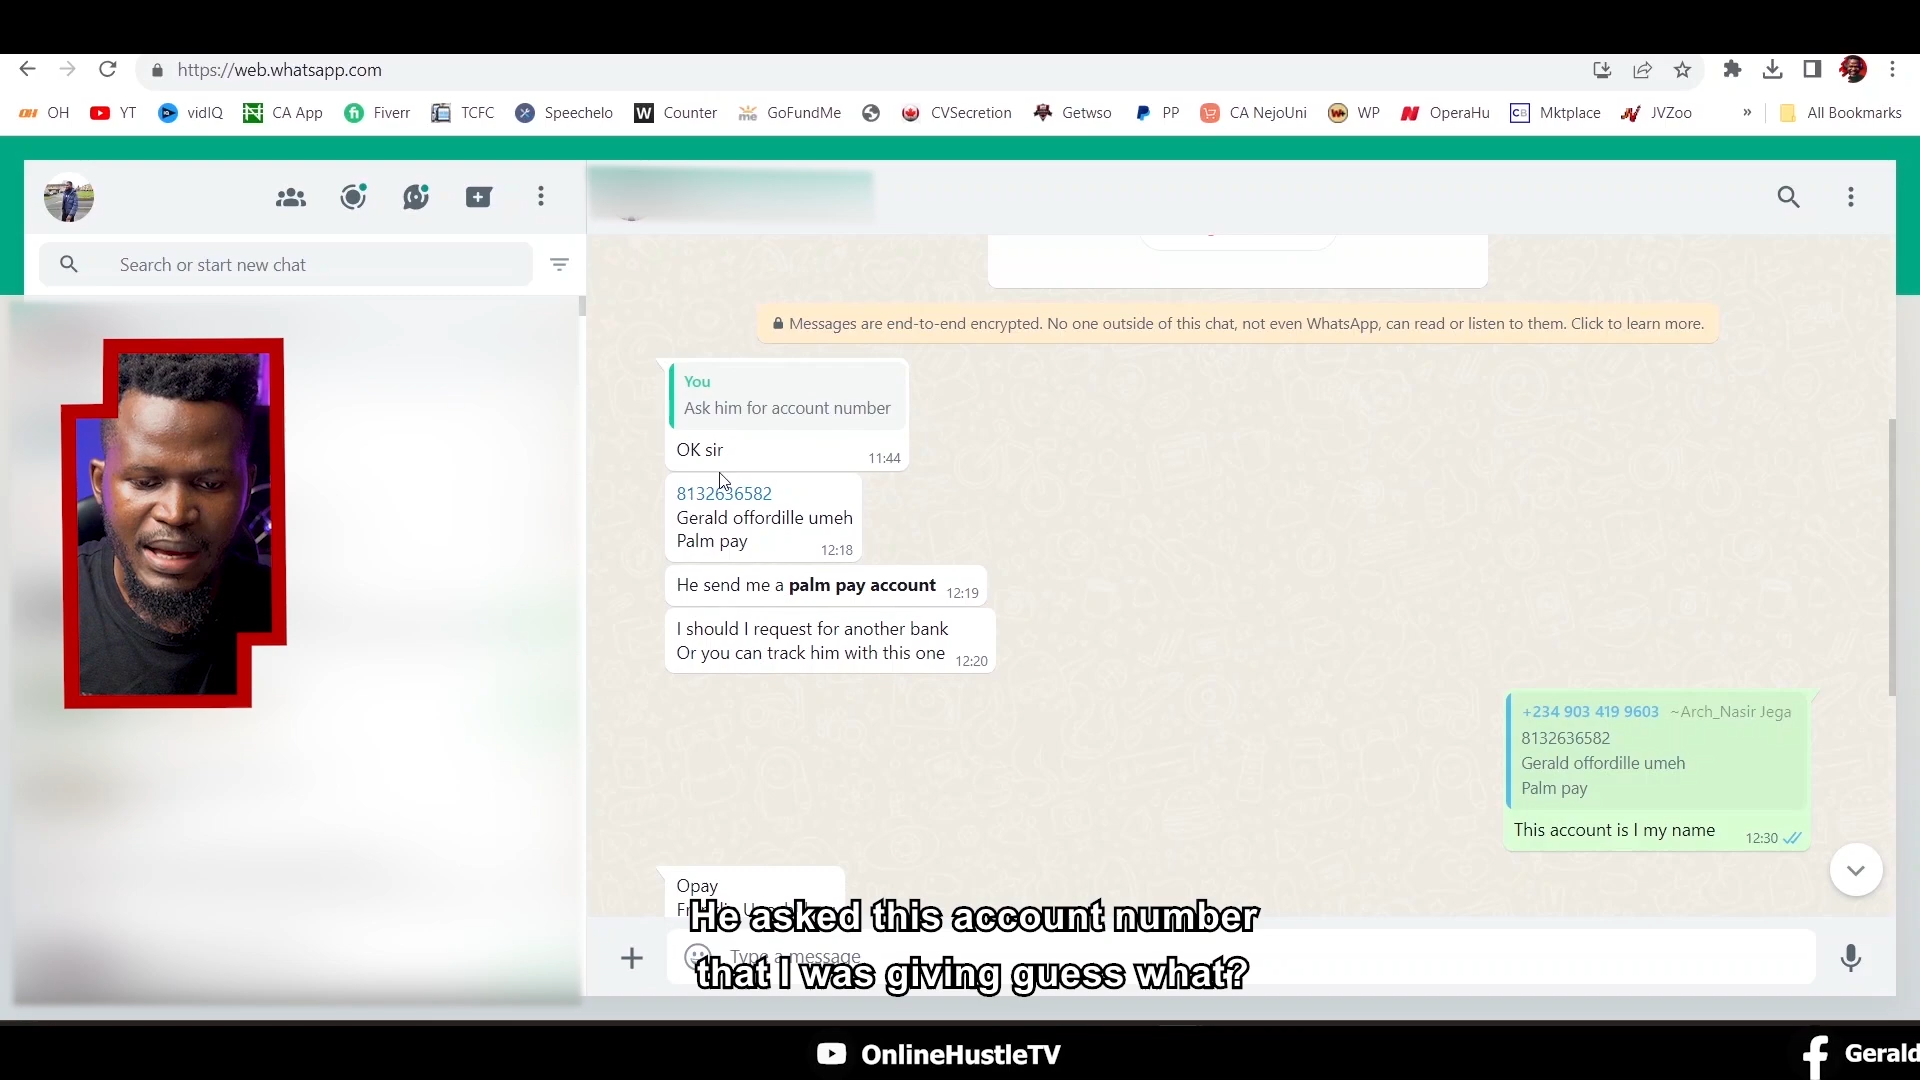 https://web.whatsapp.com
OH
YT
vidIQ
CA App
Fiverr
TCFC
Speechelo
W
Counter
me
GoFundMe
CVSecretion
Getwso
PP
CA NejoUni
WP
OperaHu
CB
Mktplace
JVZoo
»
All Bookmarks
Search or start new chat
Messages are end-to-end encrypted. No one outside of this chat, not even WhatsApp, can read or listen to them. Click to learn more.
You
Ask him for account number
OK sir
11:44
8132636582
Gerald offordille umeh
Palm pay
12:18
He send me a palm pay account
12:19
I should I request for another bank
Or you can track him with this one
12:20
+234 903 419 9603 ~Arch_Nasir Jega
8132636582
Gerald offordille umeh
Palm pay
This account is I my name
12:30
Opay
Type a message
He asked this account number
that I was giving guess what?
OnlineHustleTV
Gerald